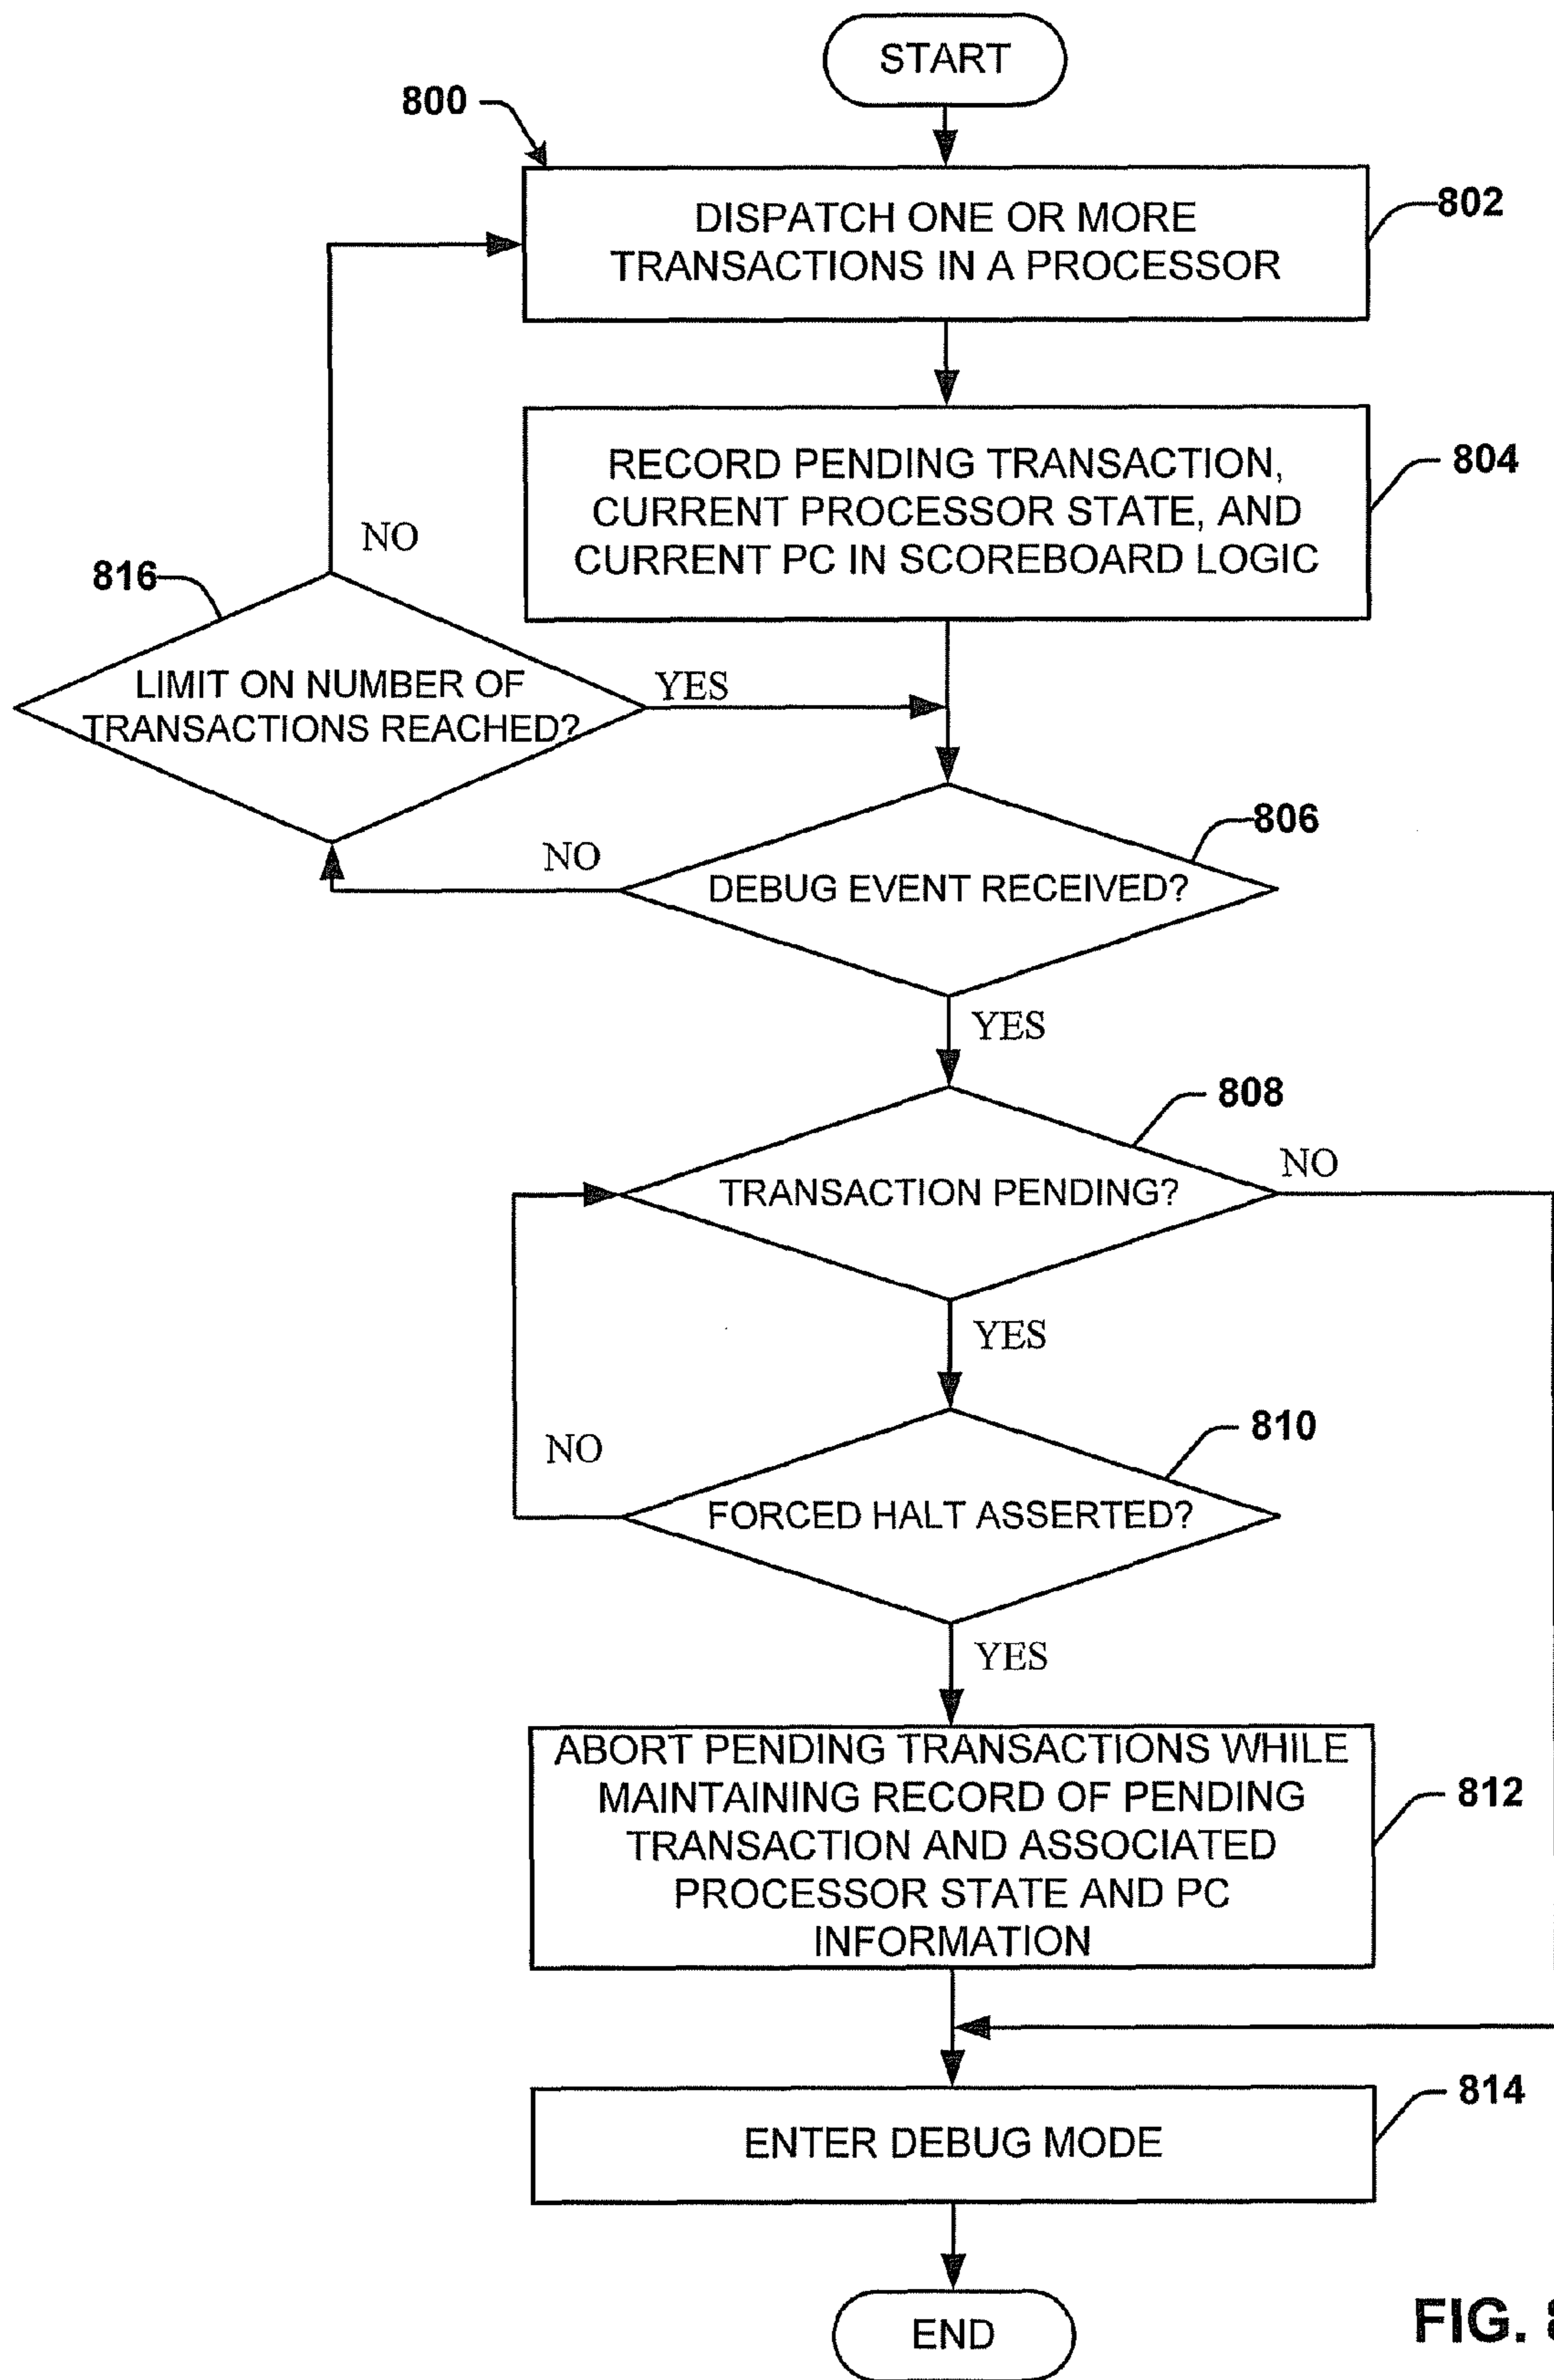 START
800
DISPATCH ONE OR MORE
TRANSACTIONS IN A PROCESSOR
802
RECORD PENDING TRANSACTION,
CURRENT PROCESSOR STATE, AND
CURRENT PC IN SCOREBOARD LOGIC
804
NO
816
LIMIT ON NUMBER OF
TRANSACTIONS REACHED?
YES
806
NO
DEBUG EVENT RECEIVED?
YES
808
TRANSACTION PENDING?
NO
YES
810
NO
FORCED HALT ASSERTED?
YES
ABORT PENDING TRANSACTIONS WHILE
MAINTAINING RECORD OF PENDING
TRANSACTION AND ASSOCIATED
PROCESSOR STATE AND PC
INFORMATION
812
814
ENTER DEBUG MODE
END
FIG. 8